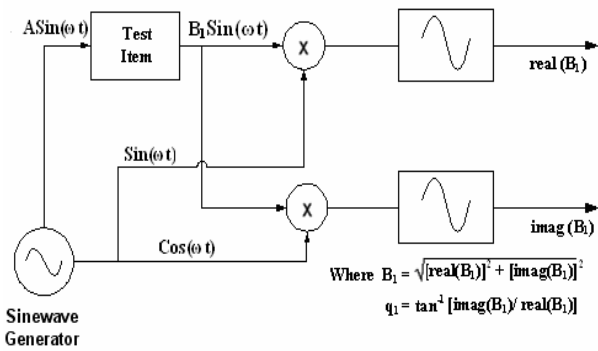 ASin(ω t)
Test
Item
B₁Sin(ω t)
X
real (B₁)
Sin(ω t)
X
imag (B₁)
Cos(ω t)
Where B₁ = √[real(B₁)]² + [imag(B₁)]²
q₁ = tan⁻¹ [imag(B₁)/ real(B₁)]
Sinewave
Generator